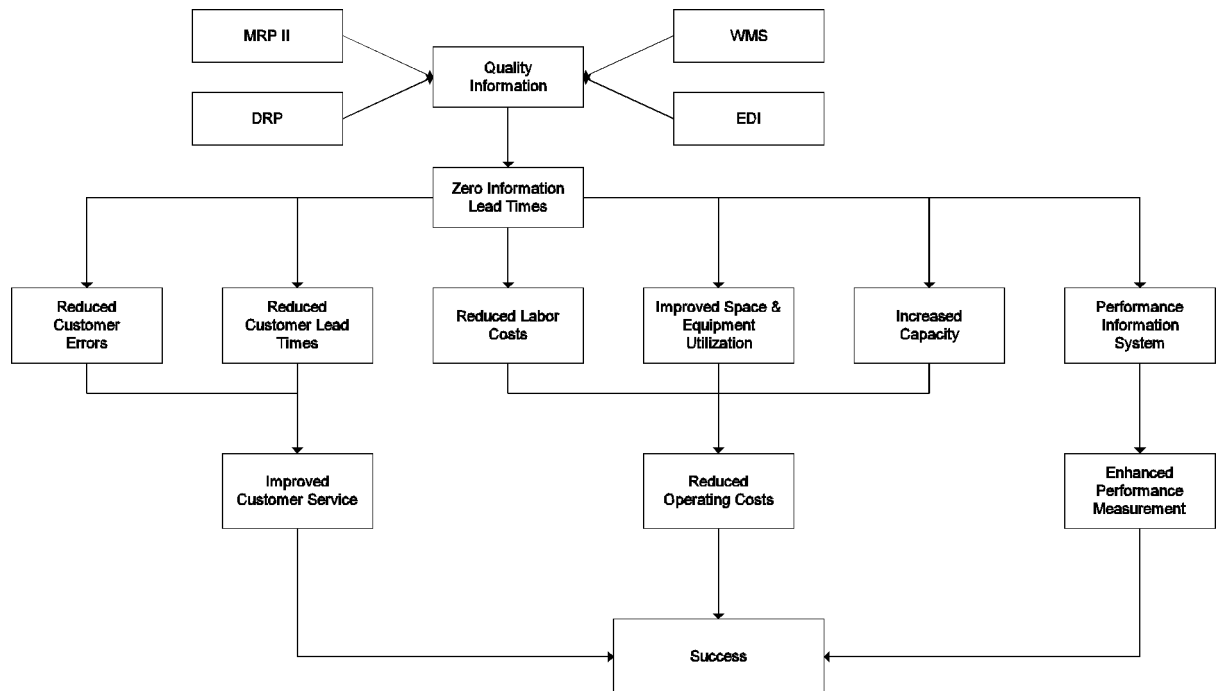 MRP II
WMS
Quality
Information
DRP
EDI
Zero Information
Lead Times
Reduced
Customer
Errors
Reduced
Customer Lead
Times
Reduced Labor
Costs
Improved Space &
Equipment
Utilization
Increased
Capacity
Performance
Information
System
Improved
Customer Service
Reduced
Operating Costs
Enhanced
Performance
Measurement
Success